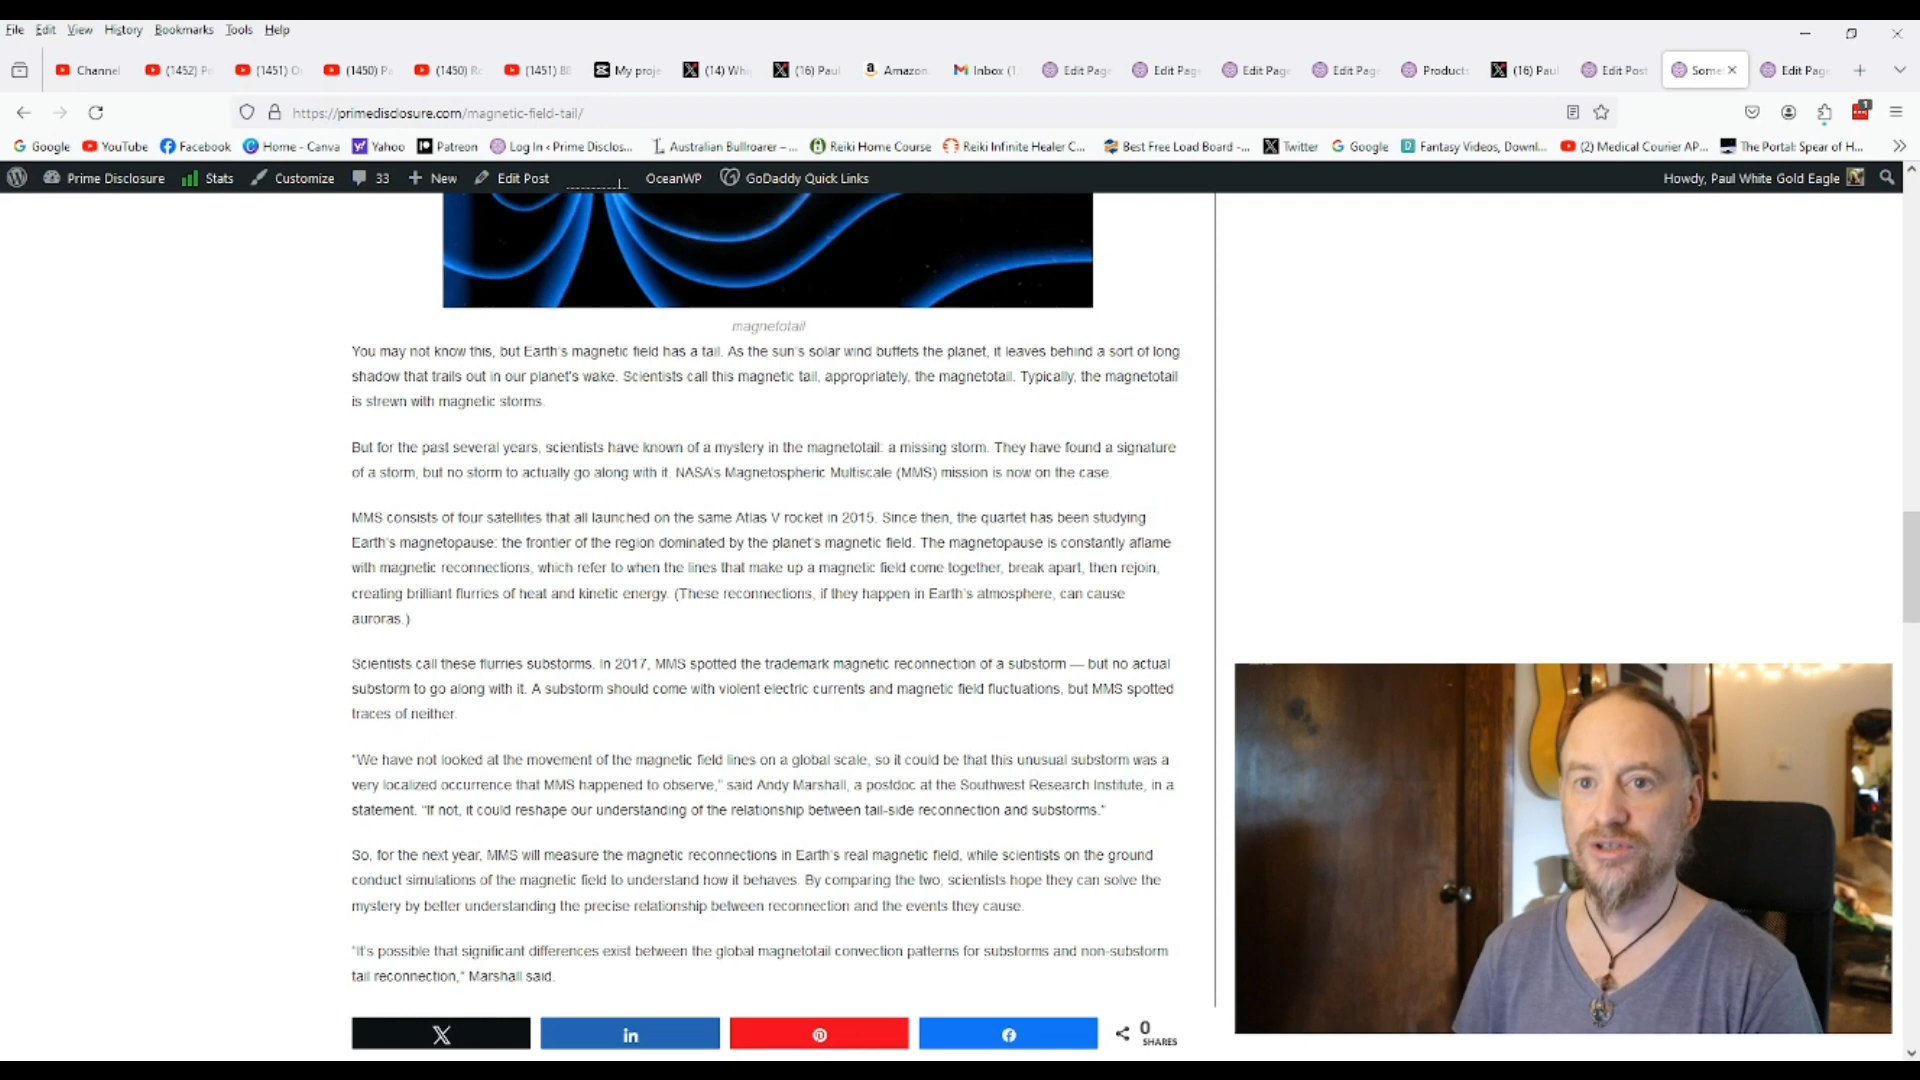 File Edit View History Bookmarks Tools Help
Channel (1452) P (1451) O (1450) Pa (1450) Ro (1451) 88 My proje (14) Whi (16) Paul Amazon. Inbox (1, Edit Page Edit Page Edit Page Edit Page Products (16) Paul Edit Post Some Edit Page
https://primedisclosure.com/magnetic-field-tail/
1
Google YouTube Facebook Home - Canva Yahoo Patreon Log In ‹ Prime Disclos... Australian Bullroarer – ... Reiki Home Course Reiki Infinite Healer C... Best Free Load Board -... Twitter Google Fantasy Videos, Downl... (2) Medical Courier AP... The Portal: Spear of H...
Prime Disclosure Stats Customize 33 New Edit Post OceanWP GoDaddy Quick Links Howdy, Paul White Gold Eagle
magnetotail
You may not know this, but Earth's magnetic field has a tail. As the sun's solar wind buffets the planet, it leaves behind a sort of long
shadow that trails out in our planet's wake. Scientists call this magnetic tail, appropriately, the magnetotail. Typically, the magnetotail
is strewn with magnetic storms.
But for the past several years, scientists have known of a mystery in the magnetotail: a missing storm. They have found a signature
of a storm, but no storm to actually go along with it. NASA's Magnetospheric Multiscale (MMS) mission is now on the case.
MMS consists of four satellites that all launched on the same Atlas V rocket in 2015. Since then, the quartet has been studying
Earth's magnetopause: the frontier of the region dominated by the planet's magnetic field. The magnetopause is constantly aflame
with magnetic reconnections, which refer to when the lines that make up a magnetic field come together, break apart, then rejoin,
creating brilliant flurries of heat and kinetic energy. (These reconnections, if they happen in Earth's atmosphere, can cause
auroras.)
Scientists call these flurries substorms. In 2017, MMS spotted the trademark magnetic reconnection of a substorm — but no actual
substorm to go along with it. A substorm should come with violent electric currents and magnetic field fluctuations, but MMS spotted
traces of neither.
"We have not looked at the movement of the magnetic field lines on a global scale, so it could be that this unusual substorm was a
very localized occurrence that MMS happened to observe," said Andy Marshall, a postdoc at the Southwest Research Institute, in a
statement. "If not, it could reshape our understanding of the relationship between tail-side reconnection and substorms."
So, for the next year, MMS will measure the magnetic reconnections in Earth's real magnetic field, while scientists on the ground
conduct simulations of the magnetic field to understand how it behaves. By comparing the two, scientists hope they can solve the
mystery by better understanding the precise relationship between reconnection and the events they cause.
"It's possible that significant differences exist between the global magnetotail convection patterns for substorms and non-substorm
tail reconnection," Marshall said.
0
SHARES